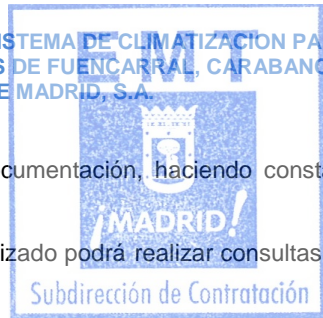 STEMA DE CLIMATIZACION PA
S DE FUENCARRAL, CARABANC
E MADRID, S.A.
EMT
cumentación, haciendo consta
¡MADRID!
izado podrá realizar consultas
Subdirección de Contratación